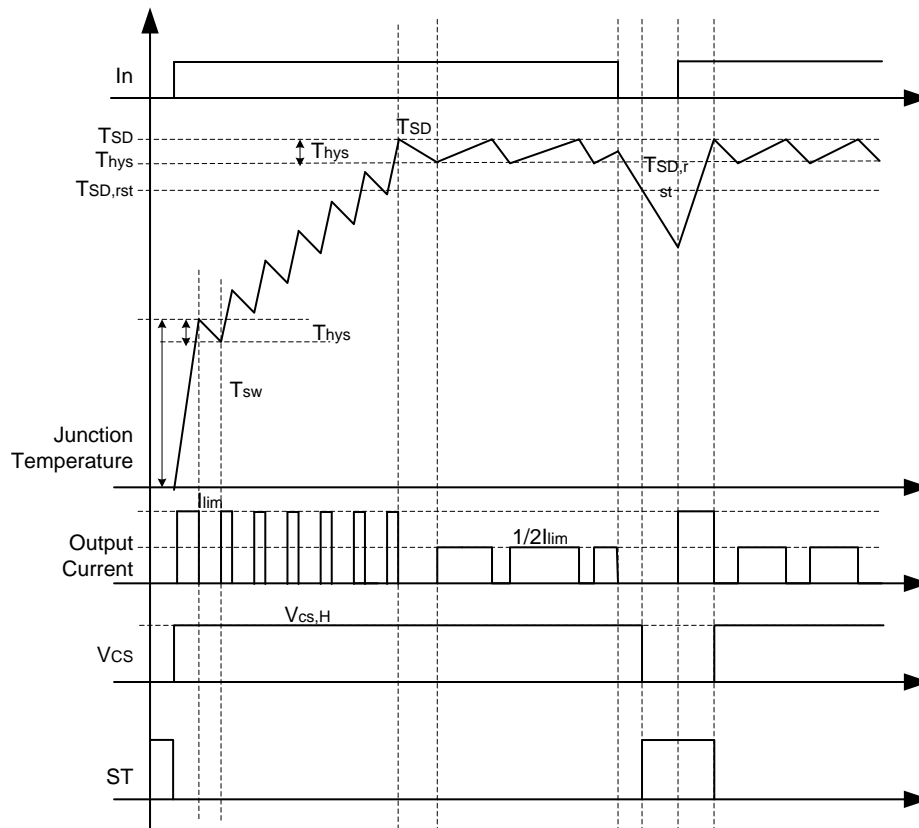 In
TSD
TSD
Thys
Thys
TSD,rst
TSD,r
st
Thys
Tsw
Junction
Temperature
Ilim
Output
Current
1/2Ilim
Vcs,H
VCS
ST